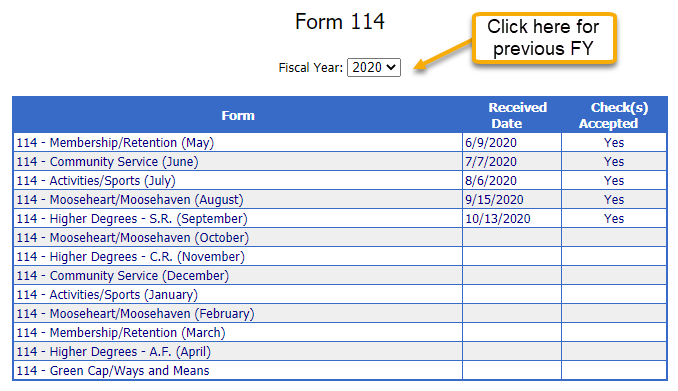 Form 114
Click here for
previous FY
Fiscal Year: 2020
Form Received Date Check(s) Accepted
114 - Membership/Retention (May) 6/9/2020 Yes
114 - Community Service (June) 7/7/2020 Yes
114 - Activities/Sports (July) 8/6/2020 Yes
114 - Mooseheart/Moosehaven (August) 9/15/2020 Yes
114 - Higher Degrees - S.R. (September) 10/13/2020 Yes
114 - Mooseheart/Moosehaven (October)
114 - Higher Degrees - C.R. (November)
114 - Community Service (December)
114 - Activities/Sports (January)
114 - Mooseheart/Moosehaven (February)
114 - Membership/Retention (March)
114 - Higher Degrees - A.F. (April)
114 - Green Cap/Ways and Means